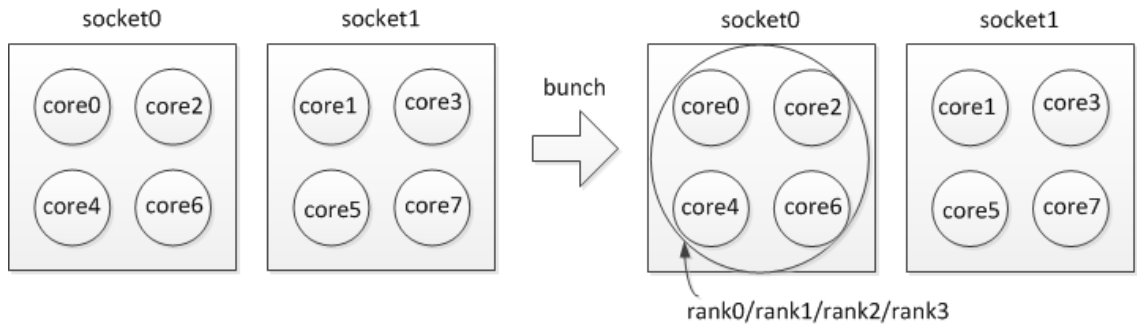 socket0 socket1 socket0 socket1
core0 core2 core1 core3 bunch core0 core2 core1 core3
core4 core6 core5 core7 core4 core6 core5 core7
rank0/rank1/rank2/rank3